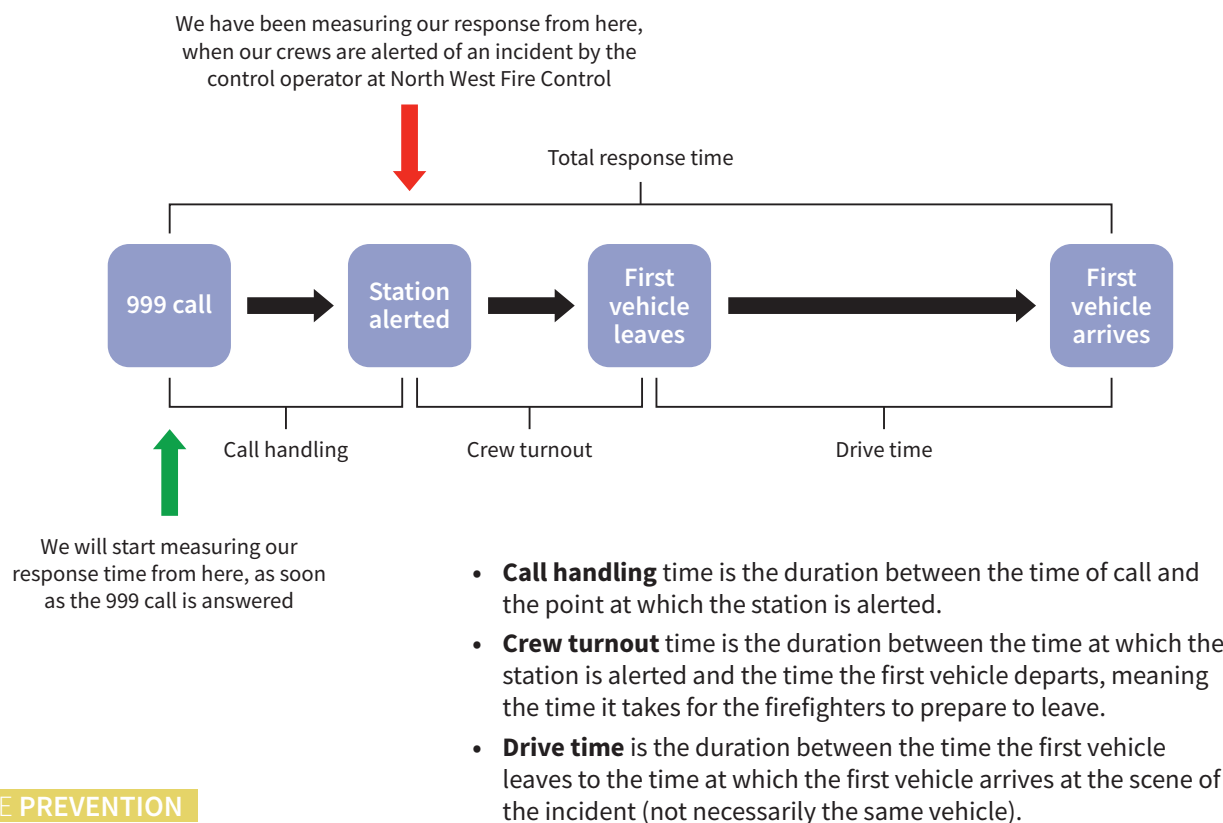 We have been measuring our response from here,
when our crews are alerted of an incident by the
control operator at North West Fire Control
Total response time
999 call
Station
alerted
First
vehicle
leaves
First
vehicle
arrives
Call handling
Crew turnout
Drive time
We will start measuring our
response time from here, as soon
as the 999 call is answered
• Call handling time is the duration between the time of call and
the point at which the station is alerted.
• Crew turnout time is the duration between the time at which the
station is alerted and the time the first vehicle departs, meaning
the time it takes for the firefighters to prepare to leave.
• Drive time is the duration between the time the first vehicle
leaves to the time at which the first vehicle arrives at the scene of
the incident (not necessarily the same vehicle).
E PREVENTION